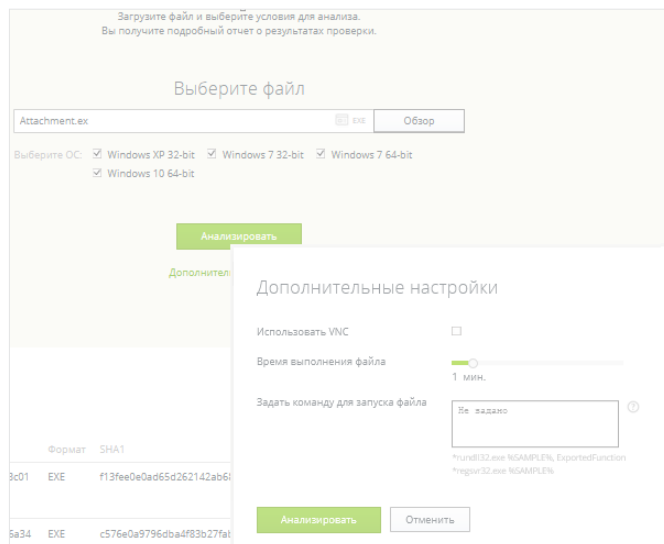 Загрузите файл и выберите условия для анализа.
Вы получите подробный отчет о результатах проверки.
Выберите файл
Attachment.ex
EXE
Обзор
Выберите ОС:
Windows XP 32-bit
Windows 7 32-bit
Windows 7 64-bit
Windows 10 64-bit
Анализировать
Дополнител
Дополнительные настройки
Использовать VNC
Время выполнения файла
1 мин.
Задать команду для запуска файла
Не задано
*rundll32.exe %SAMPLE%, ExportedFunction
*regsvr32.exe %SAMPLE%
Анализировать
Отменить
Формат SHA1
3c01 EXE f13fee0e0ad65d262142ab6
5a34 EXE c576e0a9796dba4f83b27fa